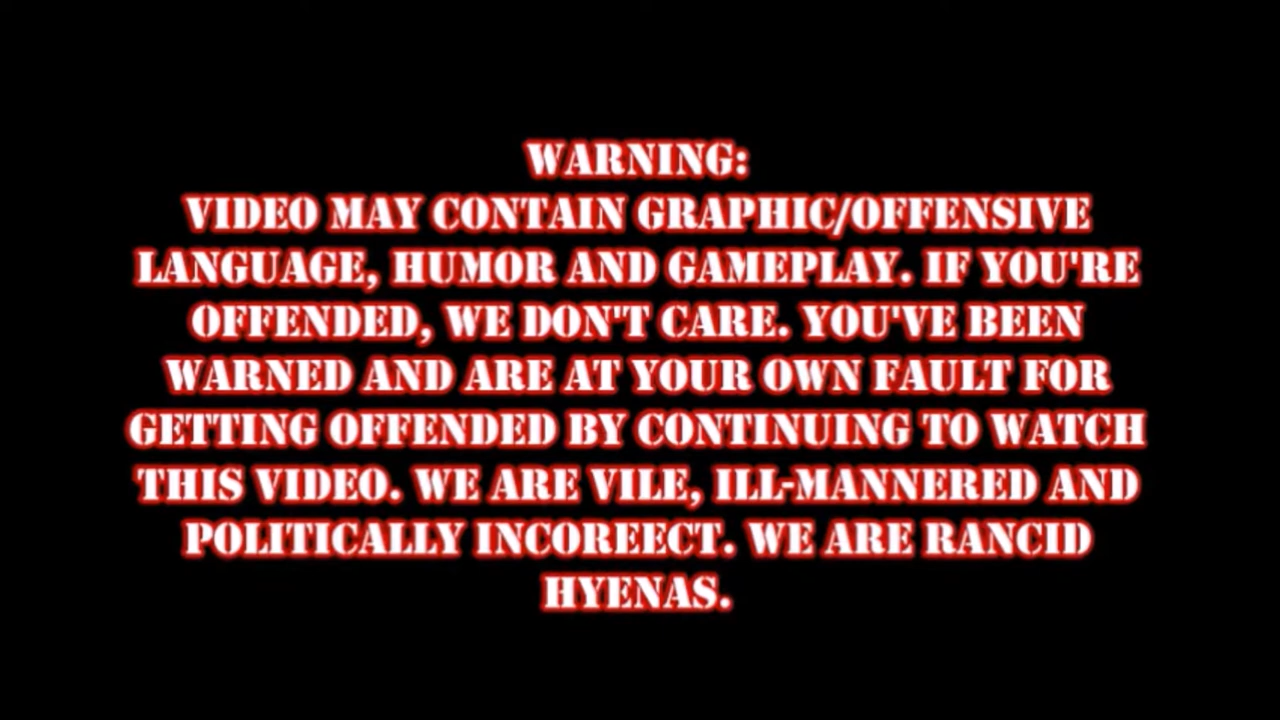 WARNING:
VIDEO MAY CONTAIN GRAPHIC/OFFENSIVE
LANGUAGE, HUMOR AND GAMEPLAY. IF YOU'RE
OFFENDED, WE DON'T CARE. YOU'VE BEEN
WARNED AND ARE AT YOUR OWN FAULT FOR
GETTING OFFENDED BY CONTINUING TO WATCH
THIS VIDEO. WE ARE VILE, ILL-MANNERED AND
POLITICALLY INCOREECT. WE ARE RANCID
HYENAS.